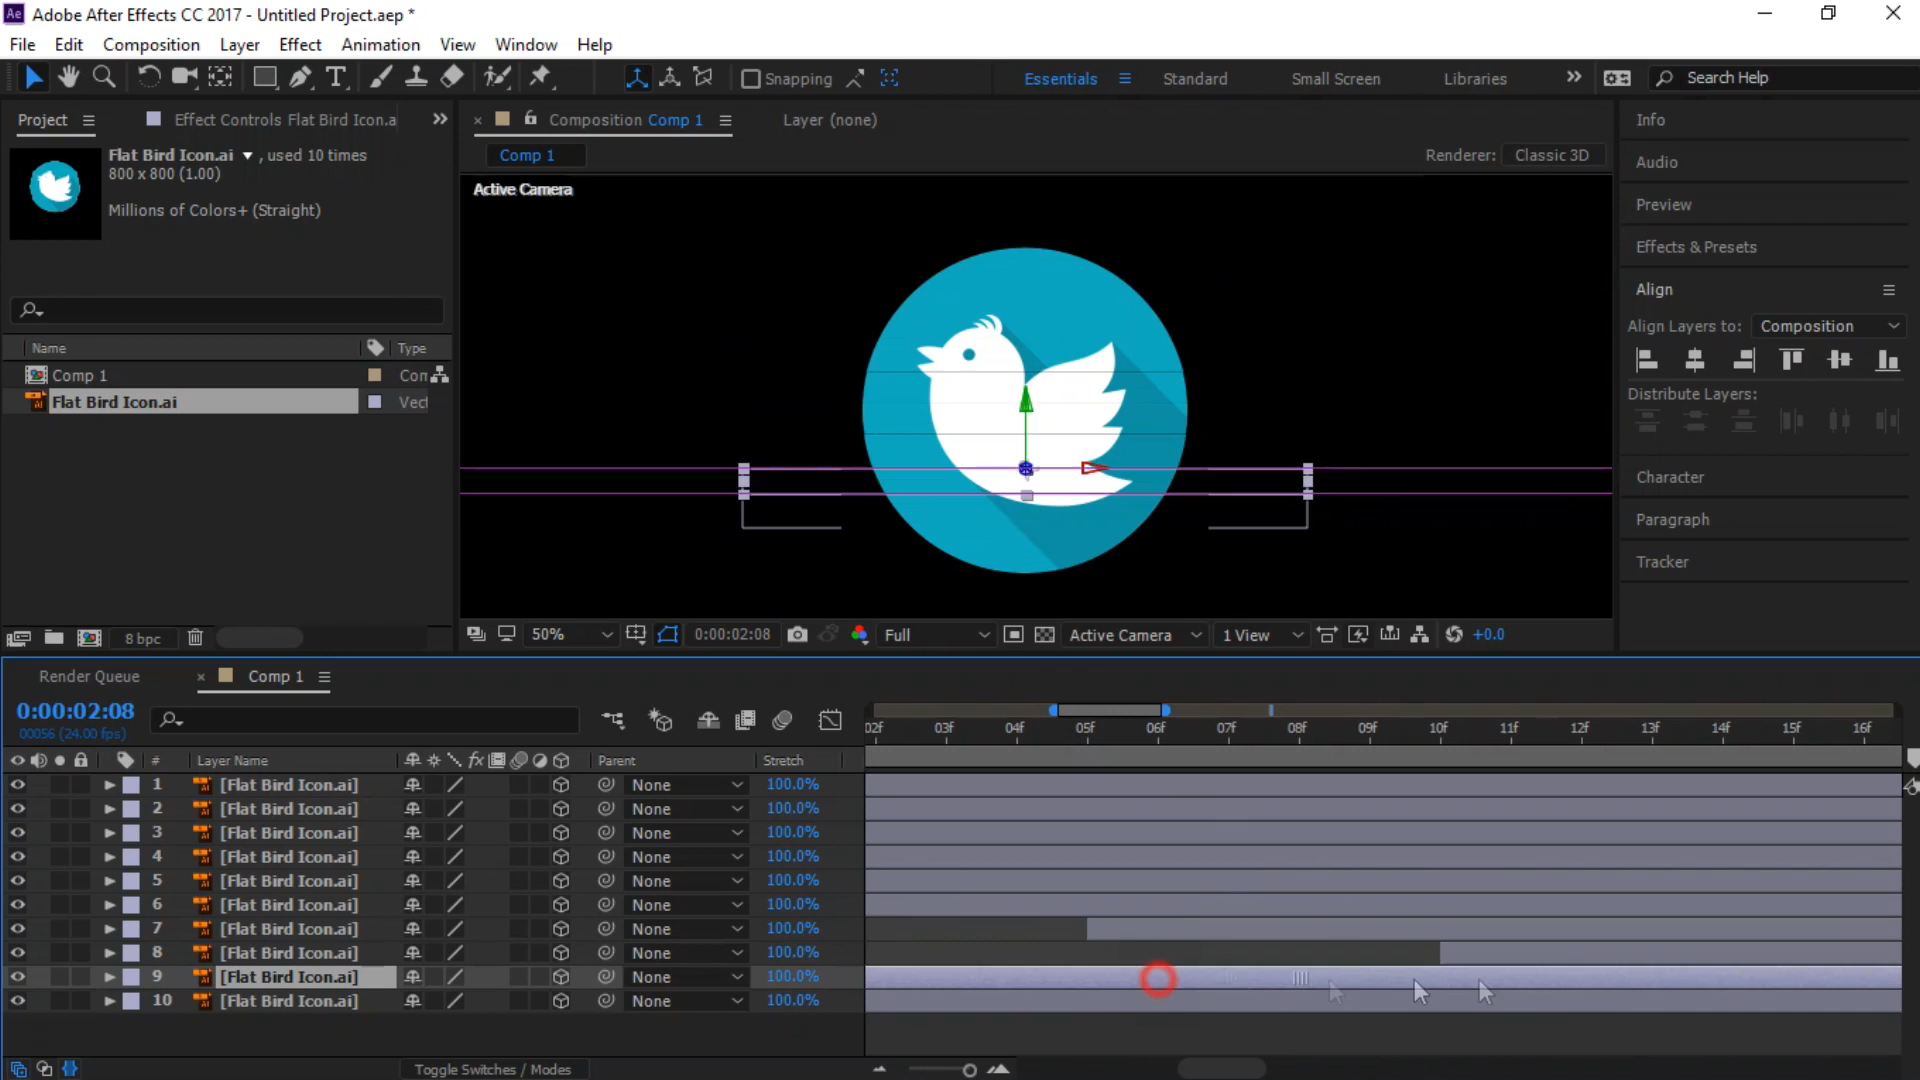 Adobe After Effects CC 2017 - Untitled Project.aep *
File Edit Composition Layer Effect Animation View Window Help
Snapping
Essentials Standard Small Screen Libraries Search Help
Project Effect Controls Flat Bird Icon.a
Composition Comp 1 Layer (none)
Flat Bird Icon.ai , used 10 times
800 x 800 (1.00)
Millions of Colors+ (Straight)
Comp 1
Renderer: Classic 3D
Active Camera
Info
Audio
Preview
Effects & Presets
Align
Align Layers to: Composition
Distribute Layers:
Character
Paragraph
Tracker
Name Type
Comp 1 Con
Flat Bird Icon.ai Vect
8 bpc
50% 0:00:02:08 Full Active Camera 1 View +0.0
Render Queue Comp 1
0:00:02:08
00056 (24.00 fps)
02f 03f 04f 05f 06f 07f 08f 09f 10f 11f 12f 13f 14f 15f 16f
# Layer Name fx Parent Stretch
1 [Flat Bird Icon.ai] None 100.0%
2 [Flat Bird Icon.ai] None 100.0%
3 [Flat Bird Icon.ai] None 100.0%
4 [Flat Bird Icon.ai] None 100.0%
5 [Flat Bird Icon.ai] None 100.0%
6 [Flat Bird Icon.ai] None 100.0%
7 [Flat Bird Icon.ai] None 100.0%
8 [Flat Bird Icon.ai] None 100.0%
9 [Flat Bird Icon.ai] None 100.0%
10 [Flat Bird Icon.ai] None 100.0%
Toggle Switches / Modes